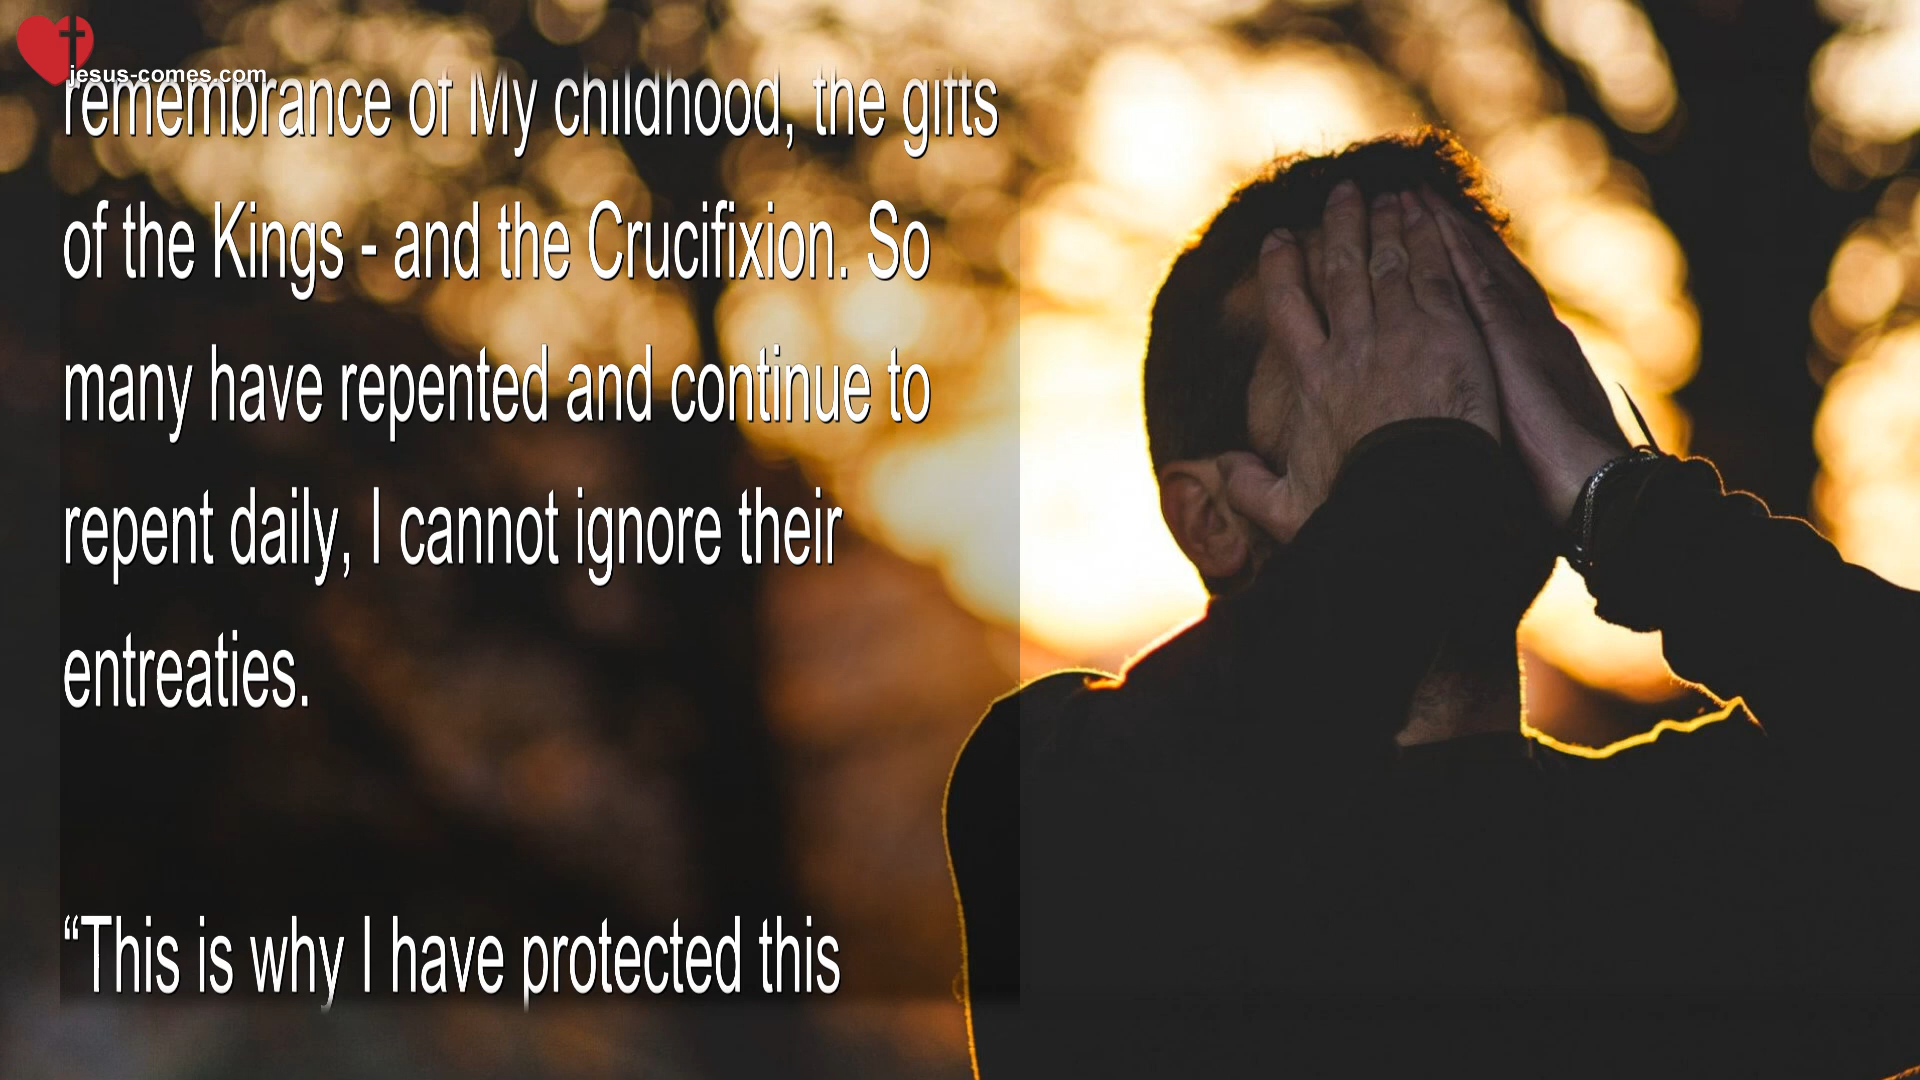 jesus-comes.com
remembrance of My childhood, the gifts
of the Kings - and the Crucifixion. So
many have repented and continue to
repent daily, I cannot ignore their
entreaties.
“This is why I have protected this